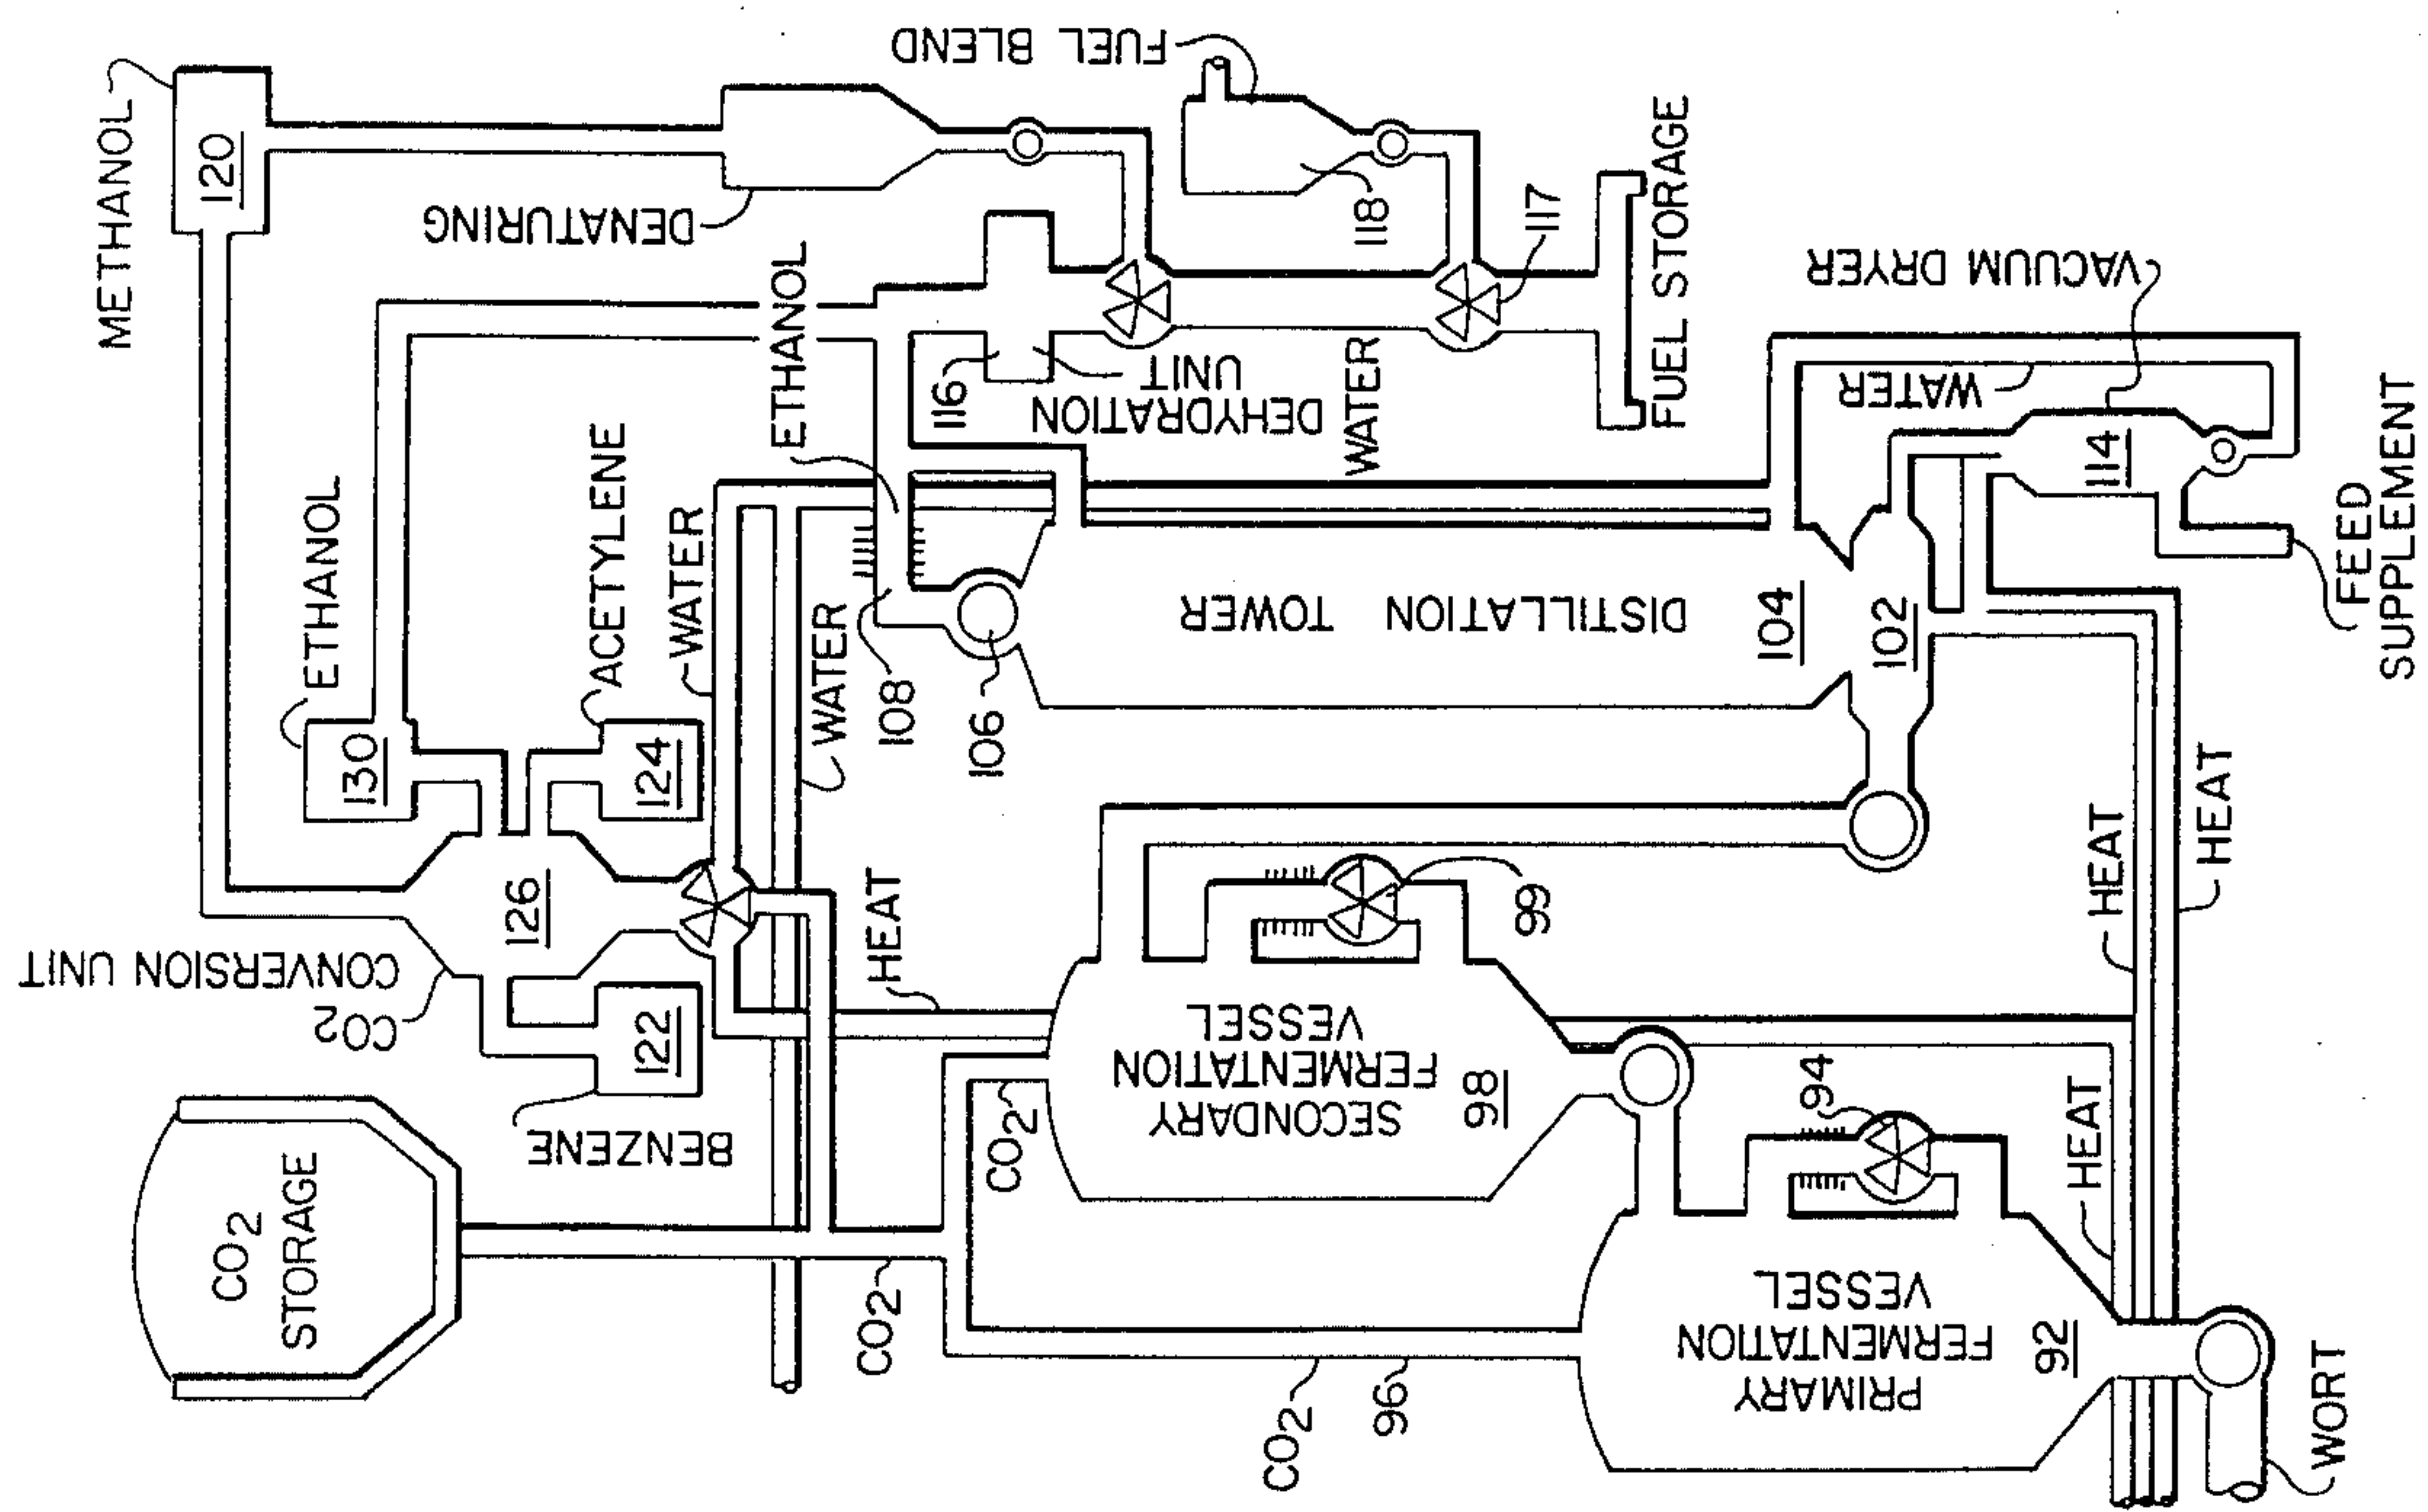 METHANOL
120
FUEL BLEND
DENATURING
118
117
FUEL STORAGE
ETHANOL
116
DEHYDRATION
UNIT
WATER
VACUUM DRYER
WATER
114
FEED
SUPPLEMENT
ETHANOL
130
ACETYLENE
124
WATER
WATER
108
106
DISTILLATION TOWER
104
102
CO2
CONVERSION UNIT
126
BENZENE
122
HEAT
99
HEAT
HEAT
CO2
STORAGE
CO2
CO2
SECONDARY
FERMENTATION
VESSEL
98
94
HEAT
CO2
96
PRIMARY
FERMENTATION
VESSEL
92
WORT